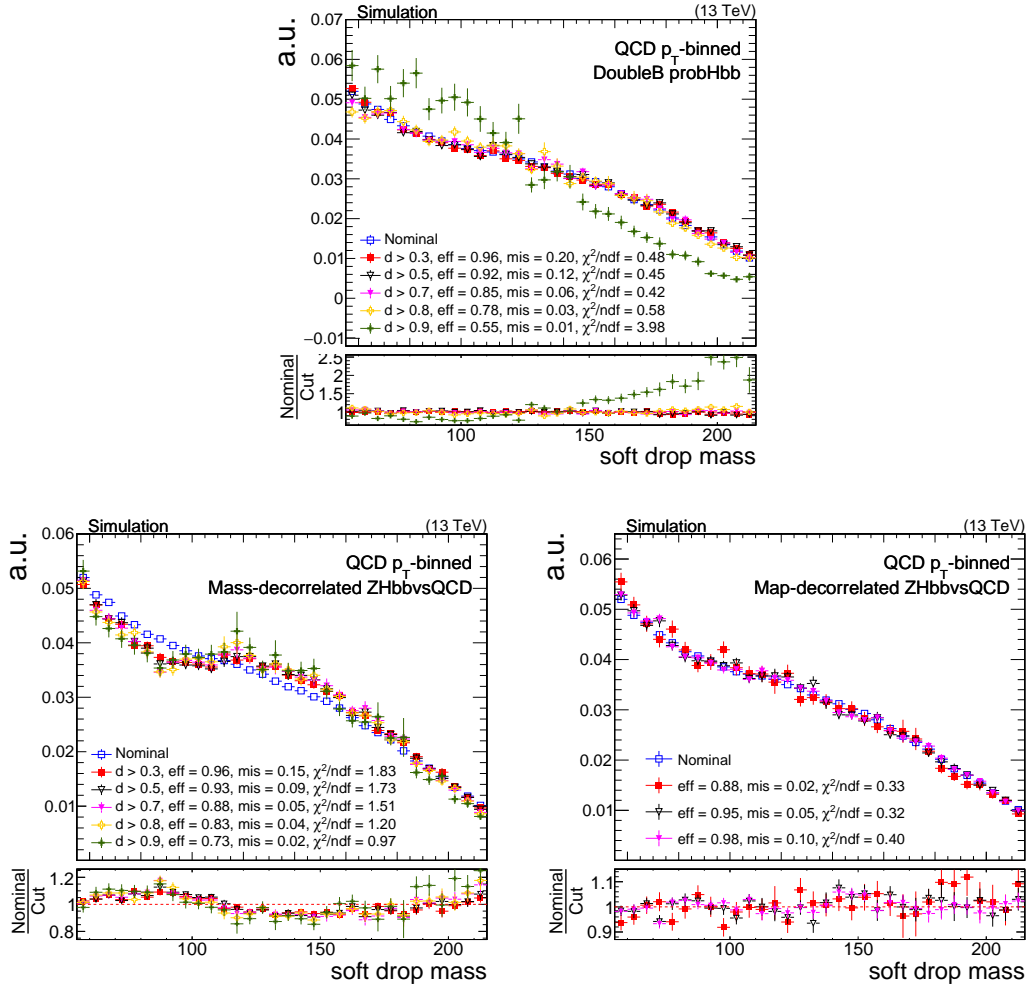 Simulation (13 TeV)
a.u.
QCD p_T-binned
DoubleB probHbb
0.07
0.06
0.05
0.04
0.03
0.02
0.01
0
−0.01
Nominal
d > 0.3, eff = 0.96, mis = 0.20, χ²/ndf = 0.48
d > 0.5, eff = 0.92, mis = 0.12, χ²/ndf = 0.45
d > 0.7, eff = 0.85, mis = 0.06, χ²/ndf = 0.42
d > 0.8, eff = 0.78, mis = 0.03, χ²/ndf = 0.58
d > 0.9, eff = 0.55, mis = 0.01, χ²/ndf = 3.98
Nominal
Cut
2.5
2
1.5
1
100 150 200
soft drop mass
Simulation (13 TeV)
a.u.
QCD p_T-binned
Mass-decorrelated ZHbbvsQCD
0.06
0.05
0.04
0.03
0.02
0.01
Nominal
d > 0.3, eff = 0.96, mis = 0.15, χ²/ndf = 1.83
d > 0.5, eff = 0.93, mis = 0.09, χ²/ndf = 1.73
d > 0.7, eff = 0.88, mis = 0.05, χ²/ndf = 1.51
d > 0.8, eff = 0.83, mis = 0.04, χ²/ndf = 1.20
d > 0.9, eff = 0.73, mis = 0.02, χ²/ndf = 0.97
Nominal
Cut
1.2
1
0.8
100 150 200
soft drop mass
Simulation (13 TeV)
a.u.
QCD p_T-binned
Map-decorrelated ZHbbvsQCD
0.06
0.05
0.04
0.03
0.02
0.01
Nominal
eff = 0.88, mis = 0.02, χ²/ndf = 0.33
eff = 0.95, mis = 0.05, χ²/ndf = 0.32
eff = 0.98, mis = 0.10, χ²/ndf = 0.40
Nominal
Cut
1.1
1
0.9
100 150 200
soft drop mass